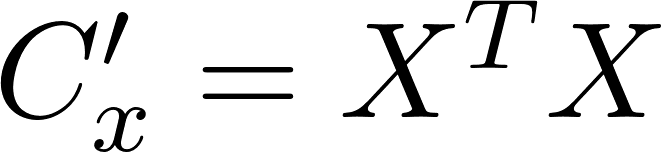 C'_x = X^T X